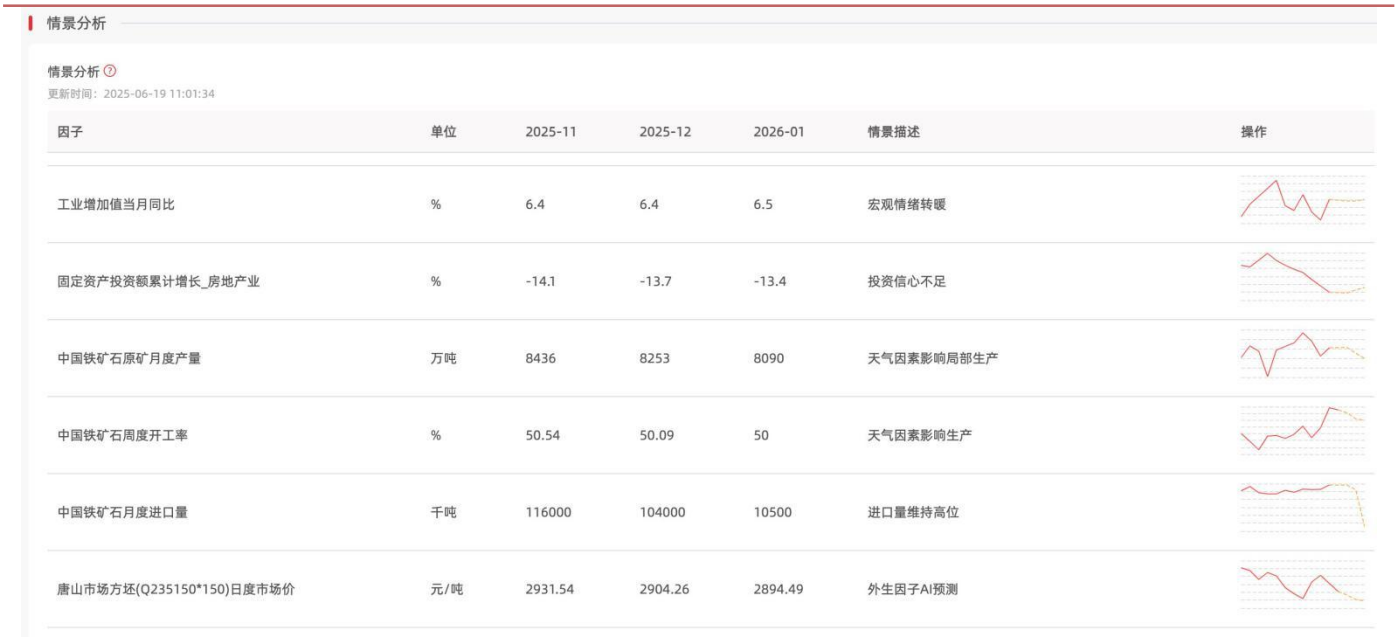 情景分析
情景分析?
更新时间：2025-06-19 11:01:34
因子 单位 2025-11 2025-12 2026-01 情景描述 操作
工业增加值当月同比 % 6.4 6.4 6.5 宏观情绪转暖
固定资产投资额累计增长_房地产业 % -14.1 -13.7 -13.4 投资信心不足
中国铁矿石原矿月度产量 万吨 8436 8253 8090 天气因素影响局部生产
中国铁矿石周度开工率 % 50.54 50.09 50 天气因素影响生产
中国铁矿石月度进口量 千吨 116000 104000 10500 进口量维持高位
唐山市场方坯(Q235150*150)日度市场价 元/吨 2931.54 2904.26 2894.49 外生因子AI预测